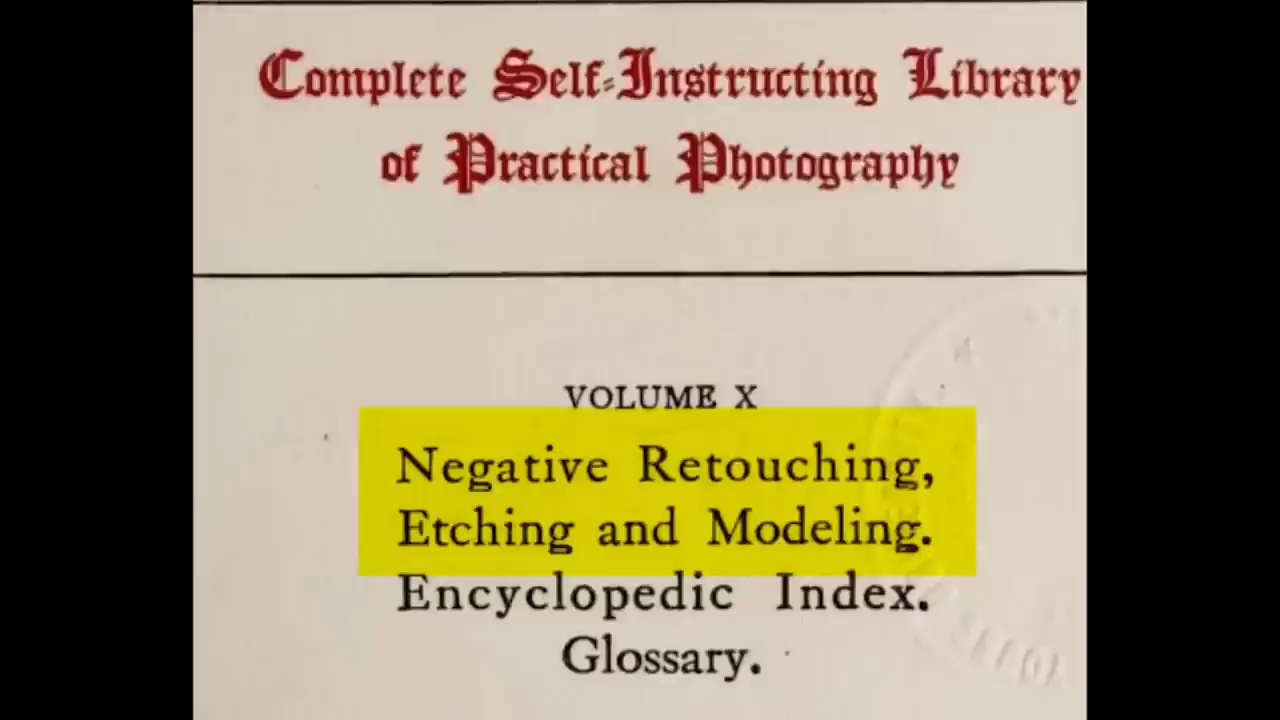 Complete Self-Instructing Library
of Practical Photography
VOLUME X
Negative Retouching,
Etching and Modeling.
Encyclopedic Index.
Glossary.